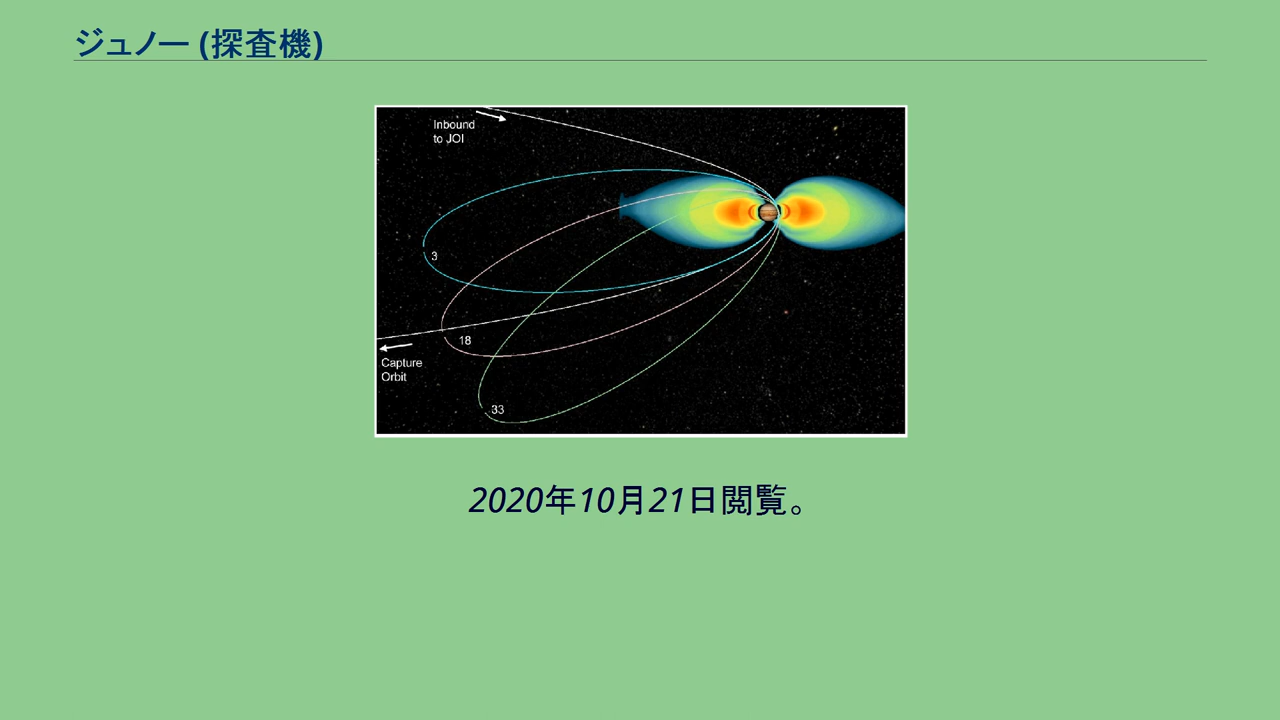 ジュノー (探査機)
Inbound
to JOI
3
18
Capture
Orbit
33
2020年10月21日閲覧。